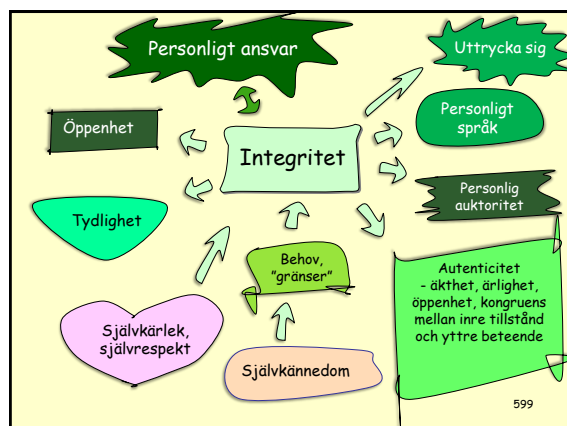 Personligt ansvar
Uttrycka sig
Öppenhet
Personligt
språk
Integritet
Personlig
auktoritet
Tydlighet
Behov,
"gränser"
Autenticitet
- äkthet, ärlighet,
öppenhet, kongruens
mellan inre tillstånd
och yttre beteende
Självkärlek,
självrespekt
Självkännedom
599